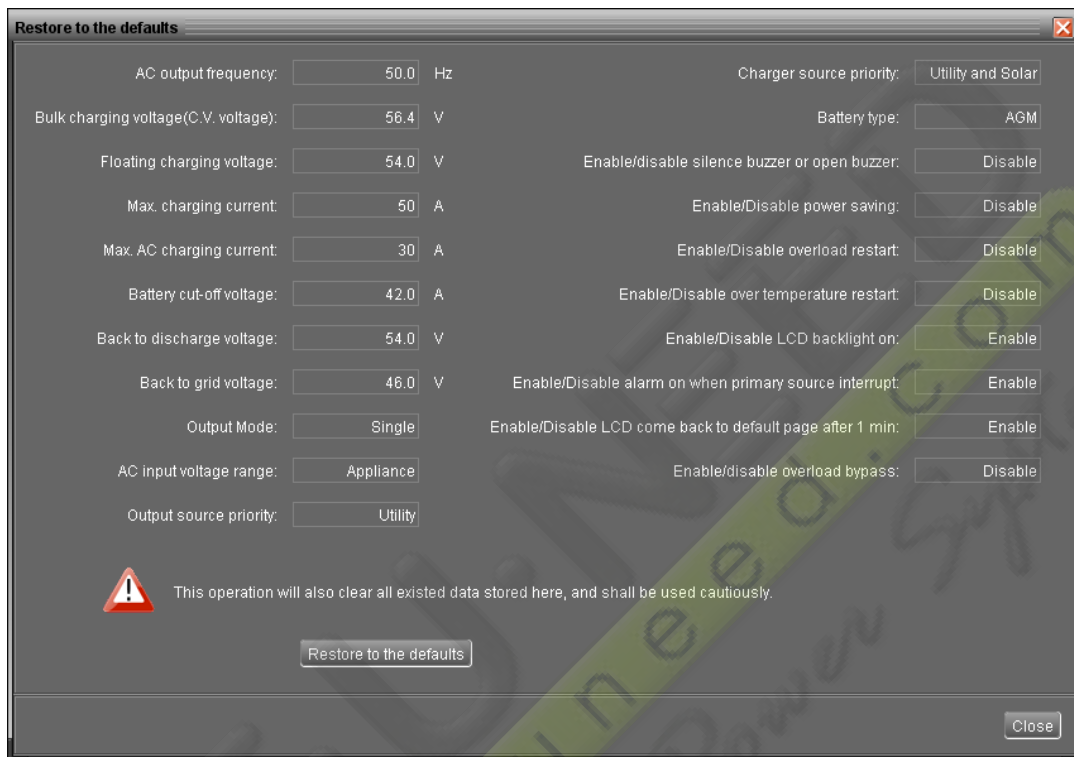 Restore to the defaults
AC output frequency: 50.0 Hz
Bulk charging voltage(C.V. voltage): 56.4 V
Floating charging voltage: 54.0 V
Max. charging current: 50 A
Max. AC charging current: 30 A
Battery cut-off voltage: 42.0 A
Back to discharge voltage: 54.0 V
Back to grid voltage: 46.0 V
Output Mode: Single
AC input voltage range: Appliance
Output source priority: Utility
Charger source priority: Utility and Solar
Battery type: AGM
Enable/disable silence buzzer or open buzzer: Disable
Enable/Disable power saving: Disable
Enable/Disable overload restart: Disable
Enable/Disable over temperature restart: Disable
Enable/Disable LCD backlight on: Enable
Enable/Disable alarm on when primary source interrupt: Enable
Enable/Disable LCD come back to default page after 1 min: Enable
Enable/disable overload bypass: Disable
This operation will also clear all existed data stored here, and shall be used cautiously.
Restore to the defaults
Close